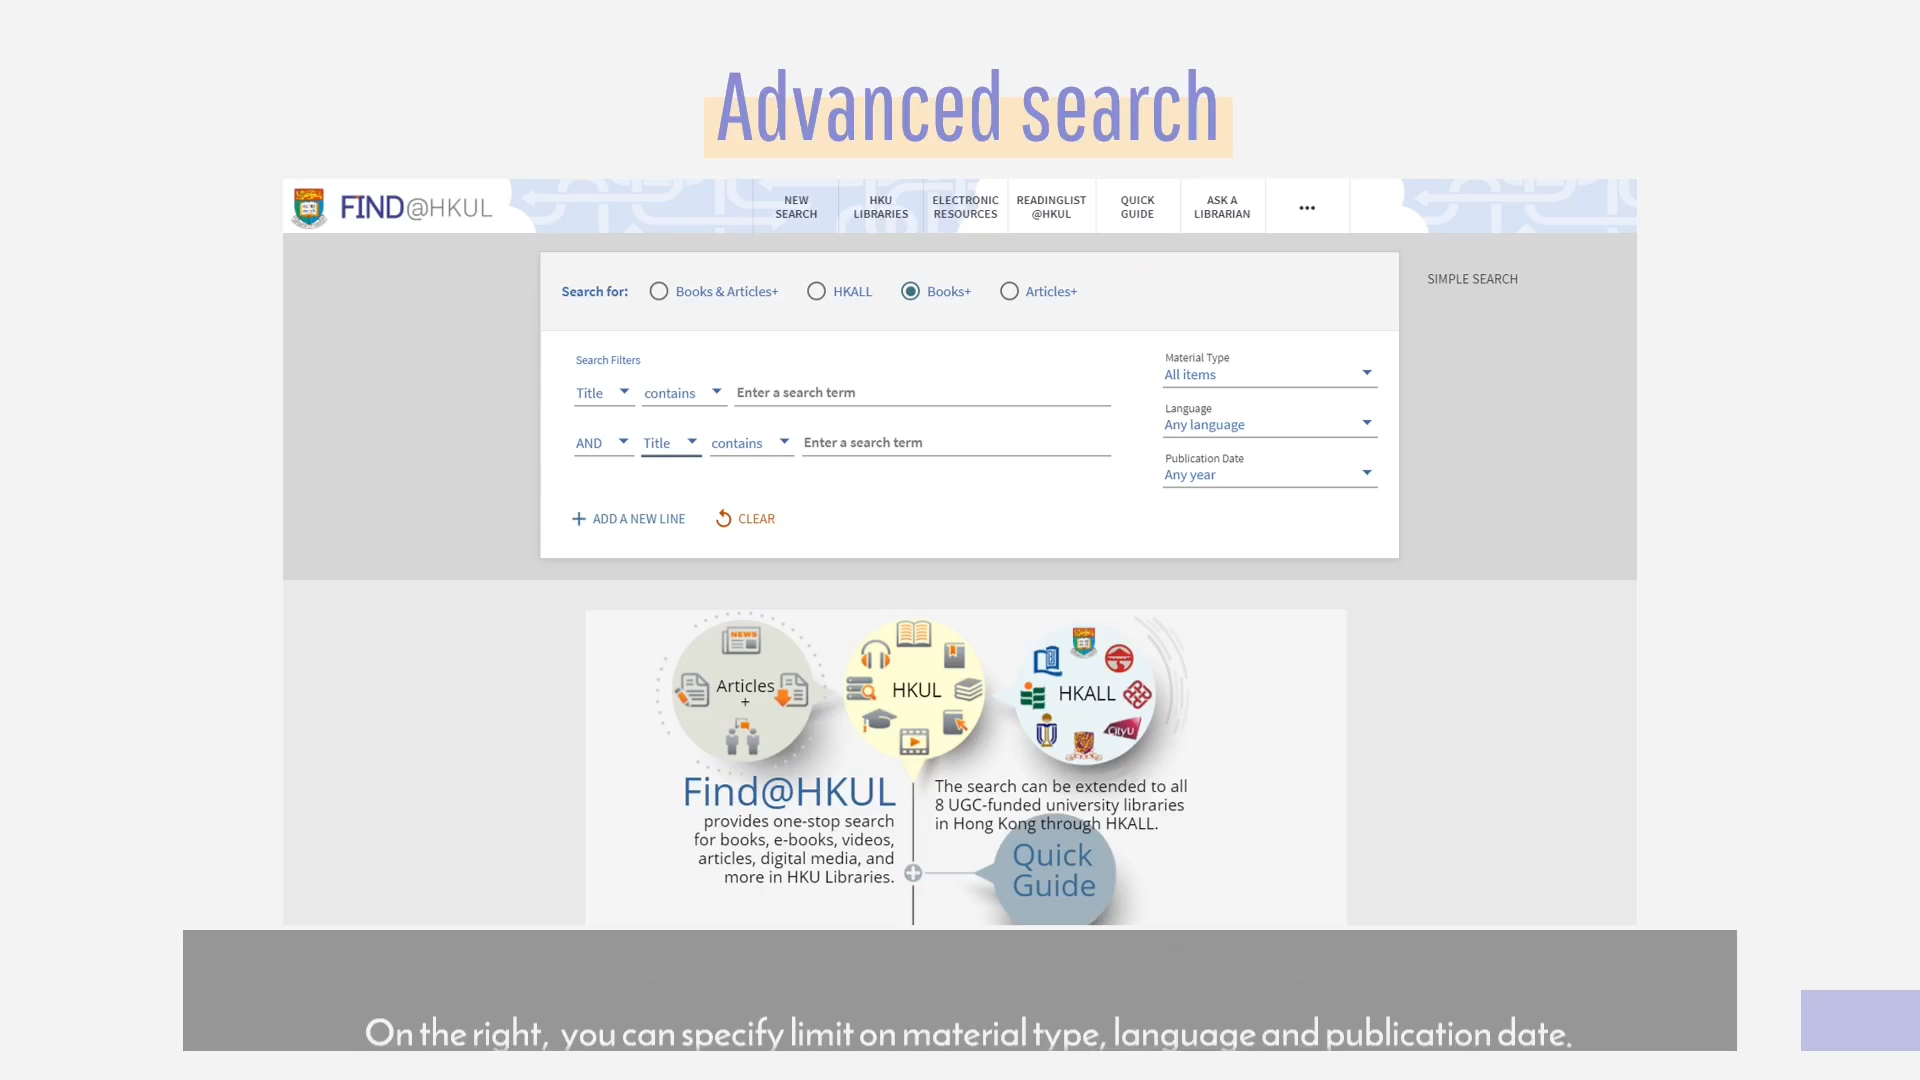 Advanced search
FIND@HKUL
NEW SEARCH
HKU LIBRARIES
ELECTRONIC RESOURCES
READINGLIST @HKUL
QUICK GUIDE
ASK A LIBRARIAN
•••
Search for:
Books & Articles+
HKALL
Books+
Articles+
SIMPLE SEARCH
Search Filters
Title contains Enter a search term
AND Title contains Enter a search term
+ ADD A NEW LINE
CLEAR
Material Type
All items
Language
Any language
Publication Date
Any year
NEWS
Articles
+
HKUL
HKALL
CityU
Find@HKUL
provides one-stop search
for books, e-books, videos,
articles, digital media, and
more in HKU Libraries.
The search can be extended to all
8 UGC-funded university libraries
in Hong Kong through HKALL.
Quick
Guide
On the right, you can specify limit on material type, language and publication date.